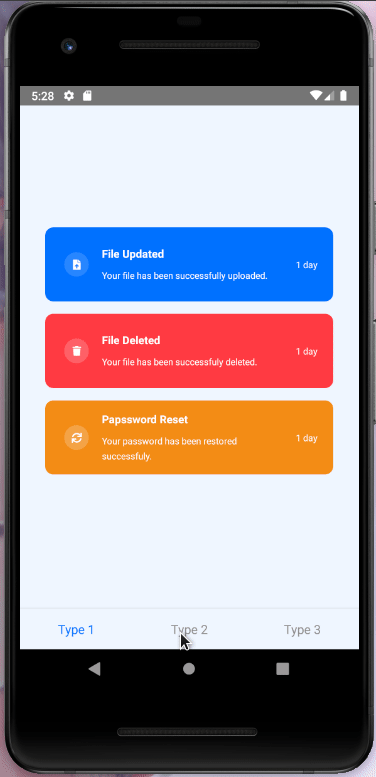 5:28
File Updated
Your file has been successfully uploaded.
1 day
File Deleted
Your file has been successfuly deleted.
1 day
Papssword Reset
Your password has been restored
successfuly.
1 day
Type 1
Type 2
Type 3